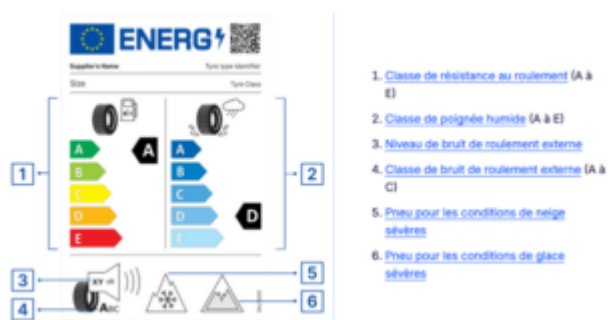 ENERG
Supplier's Name Tyre type identifier
Size Tyre Class
A A A
B B
C C
D D D
E E
1 2
3 XY dB 5
4 ABC 6
1. Classe de résistance au roulement (A à
E)
2. Classe de poignée humide (A à E)
3. Niveau de bruit de roulement externe
4. Classe de bruit de roulement externe (A à
C)
5. Pneu pour les conditions de neige
sévères
6. Pneu pour les conditions de glace
sévères